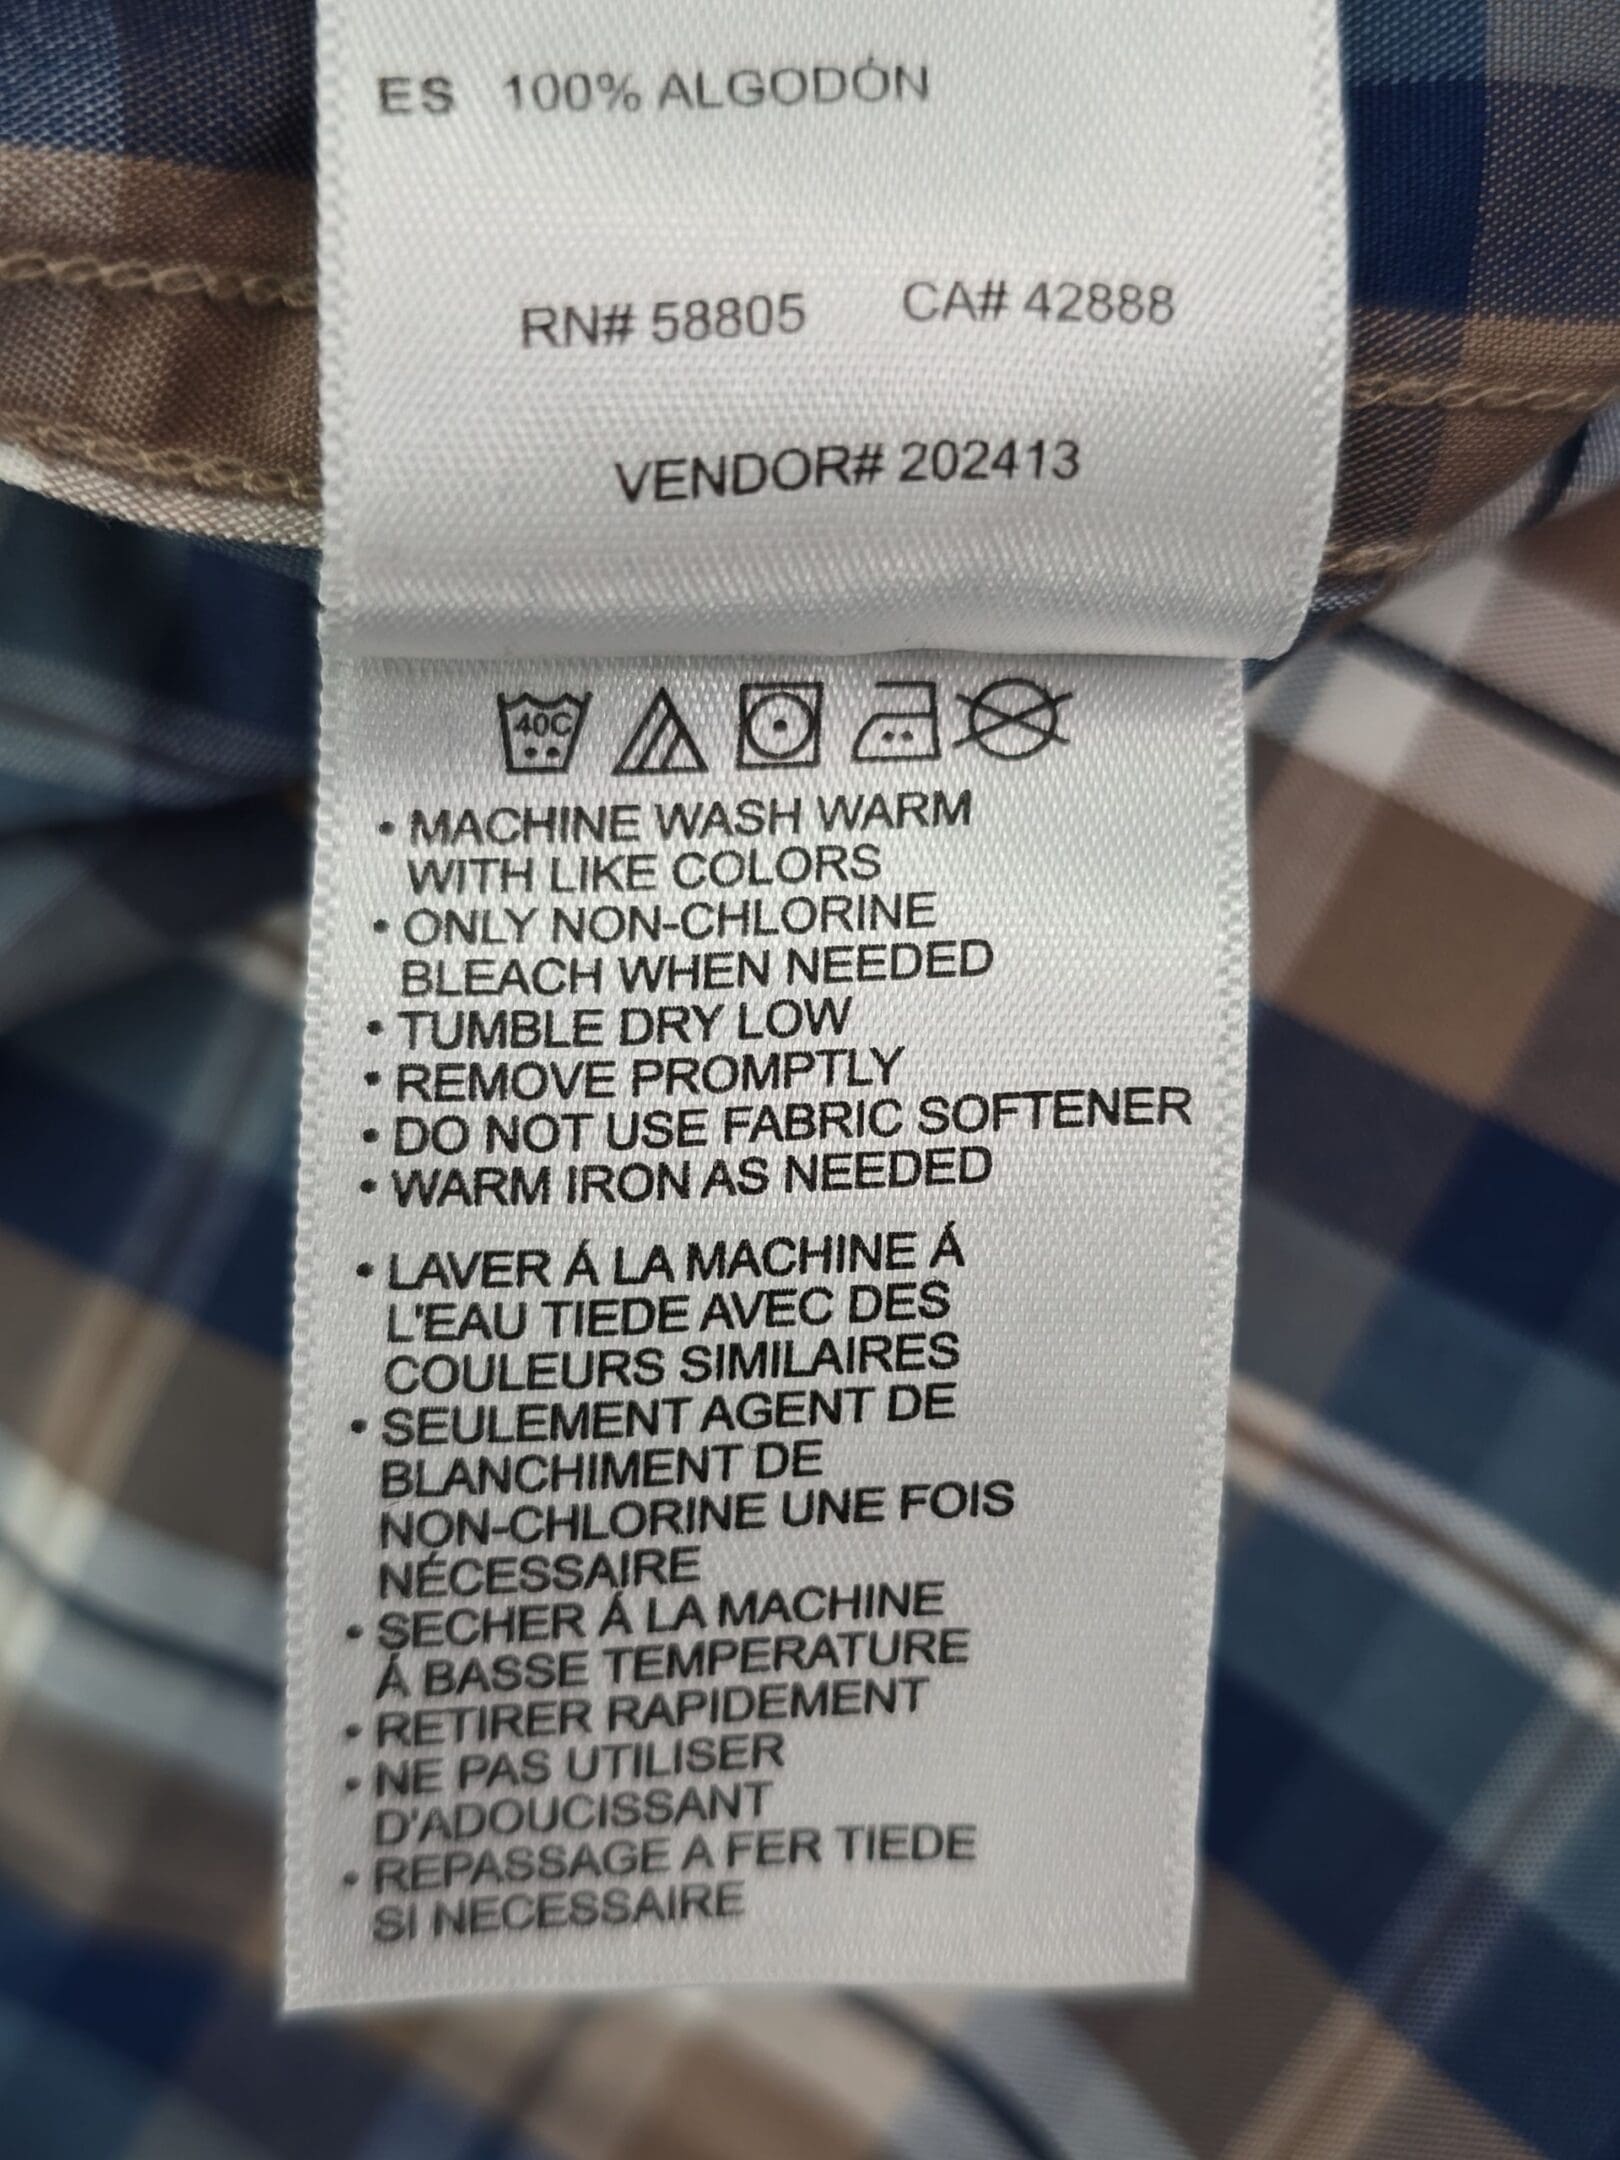 ES 100% ALGODÓN
RN# 58805 CA# 42888
VENDOR# 202413
40C
• MACHINE WASH WARM
WITH LIKE COLORS
• ONLY NON-CHLORINE
BLEACH WHEN NEEDED
• TUMBLE DRY LOW
• REMOVE PROMPTLY
• DO NOT USE FABRIC SOFTENER
• WARM IRON AS NEEDED
• LAVER Á LA MACHINE Á
L'EAU TIEDE AVEC DES
COULEURS SIMILAIRES
• SEULEMENT AGENT DE
BLANCHIMENT DE
NON-CHLORINE UNE FOIS
NÉCESSAIRE
• SECHER Á LA MACHINE
Á BASSE TEMPERATURE
• RETIRER RAPIDEMENT
• NE PAS UTILISER
D'ADOUCISSANT
• REPASSAGE A FER TIEDE
SI NECESSAIRE